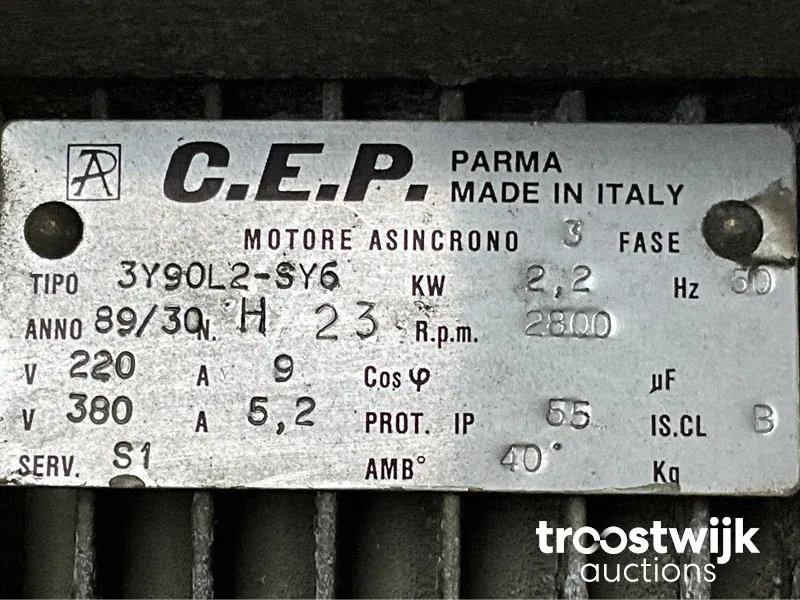 C.E.P. PARMA
MADE IN ITALY
MOTORE ASINCRONO 3 FASE
TIPO 3Y90L2-SY6 KW 2,2 Hz 50
ANNO 89/30 N. H 23 R.p.m. 2800
V 220 A 9 Cos φ µF
V 380 A 5,2 PROT. IP 55 IS.CL B
SERV. S1 AMB° 40° Kg
troostwijk
auctions